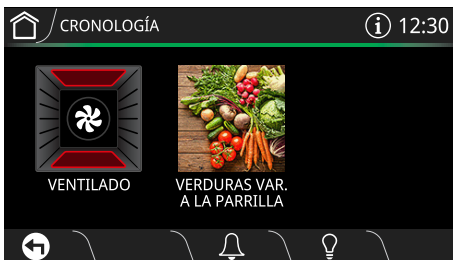 CRONOLOGÍA
i 12:30
VENTILADO
VERDURAS VAR.
A LA PARRILLA